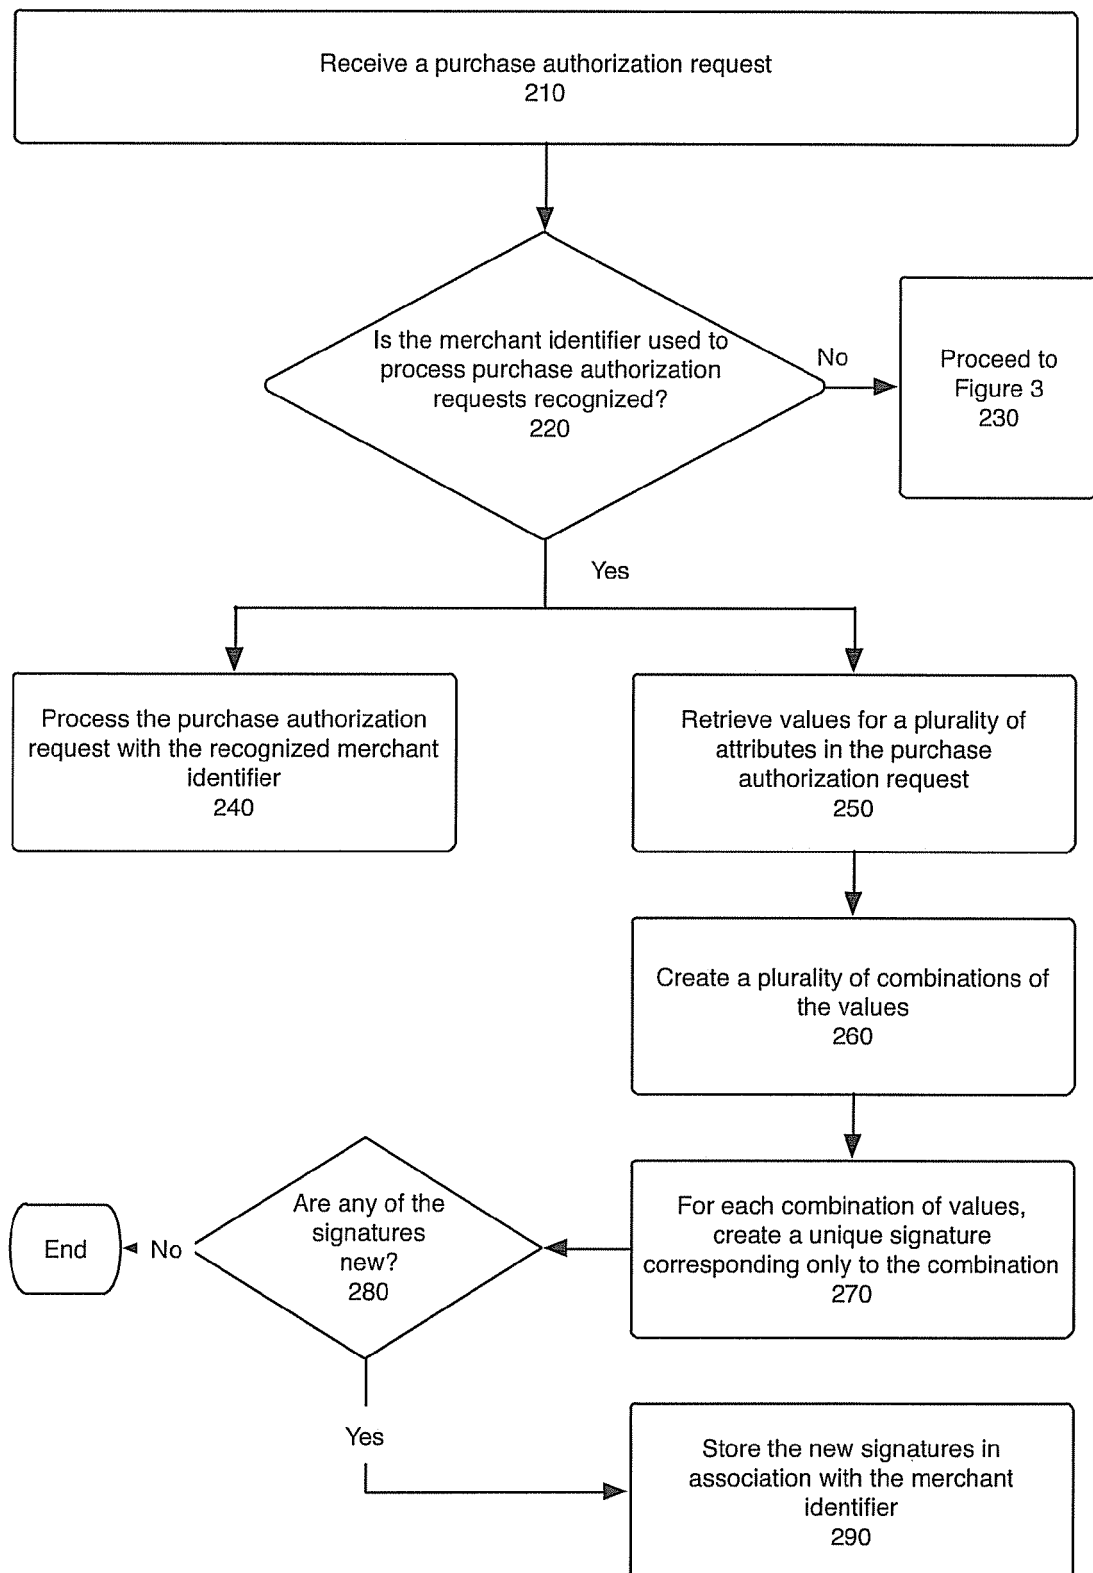 Receive a purchase authorization request
210
Is the merchant identifier used to
process purchase authorization
requests recognized?
220
No
Proceed to
Figure 3
230
Yes
Process the purchase authorization
request with the recognized merchant
identifier
240
Retrieve values for a plurality of
attributes in the purchase
authorization request
250
Create a plurality of combinations of
the values
260
For each combination of values,
create a unique signature
corresponding only to the combination
270
Are any of the
signatures
new?
280
No
End
Yes
Store the new signatures in
association with the merchant
identifier
290